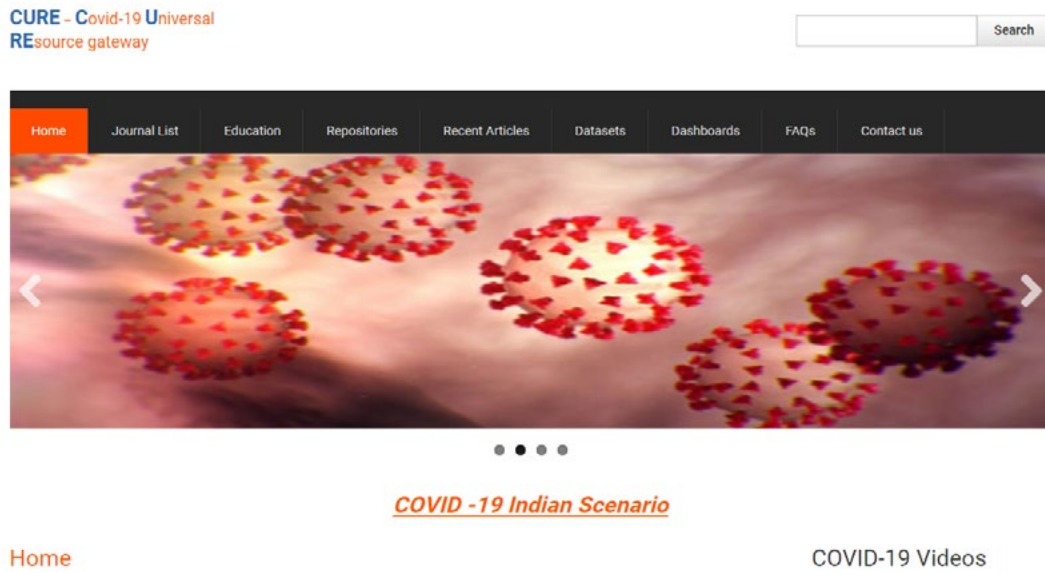 CURE - Covid-19 Universal
REsource gateway
Search
Home Journal List Education Repositories Recent Articles Datasets Dashboards FAQs Contact us
COVID -19 Indian Scenario
Home
COVID-19 Videos